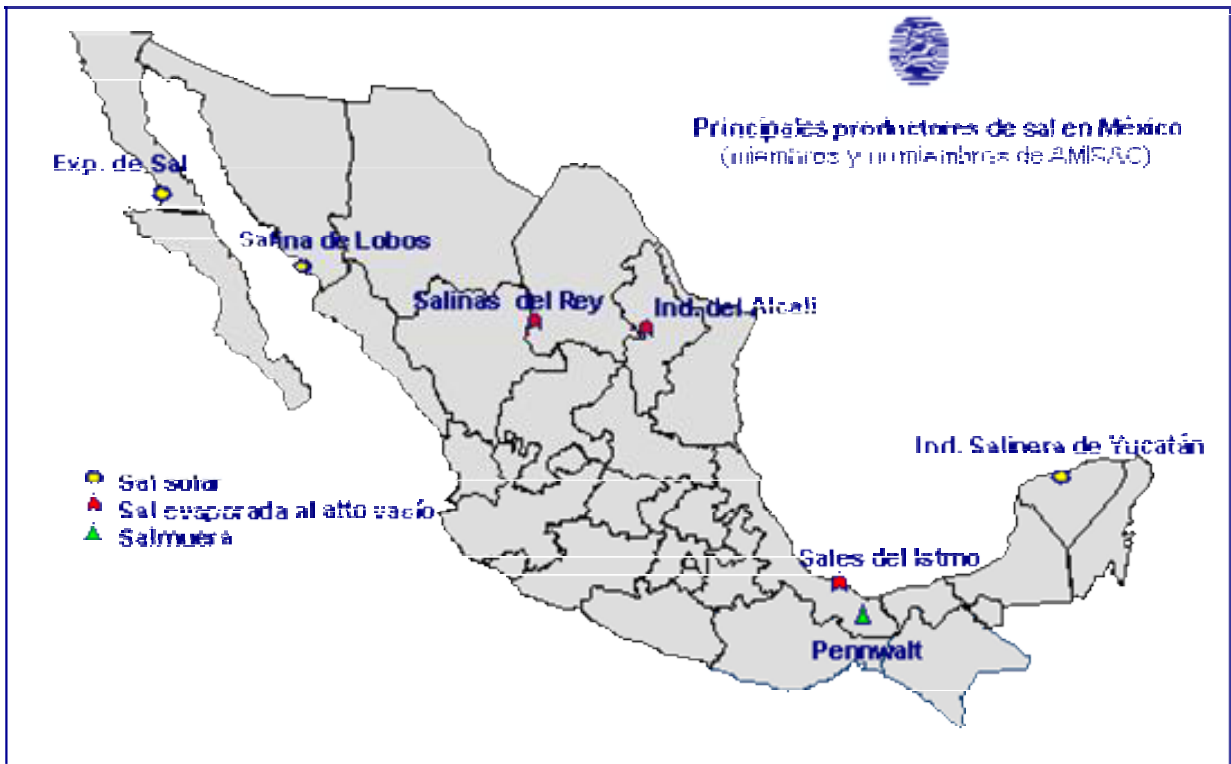 Principales productores de sal en México
(miembros y no miembros de AMISAC)
Exp. de Sal
Salina de Lobos
Salinas del Rey
Ind. del Alcali
Ind. Salinera de Yucatán
Sal solar
Sal evaporada al alto vacío
Salmuera
Sales del Istmo
Pennwalt